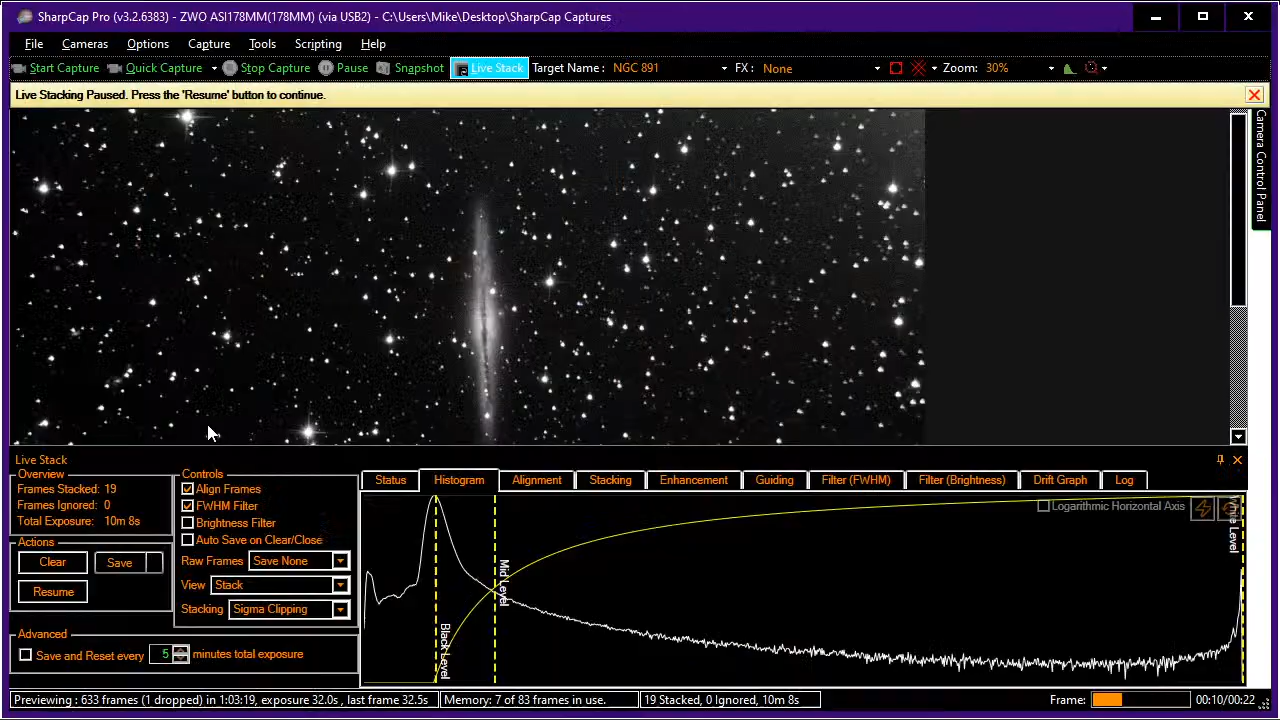 SharpCap Pro (v3.2.6383) - ZWO ASI178MM(178MM) (via USB2) - C:\Users\Mike\Desktop\SharpCap Captures
File Cameras Options Capture Tools Scripting Help
Start Capture Quick Capture Stop Capture Pause Snapshot Live Stack Target Name : NGC 891 FX : None Zoom: 30%
Live Stacking Paused. Press the 'Resume' button to continue.
Camera Control Panel
Live Stack
Overview
Frames Stacked: 19
Frames Ignored: 0
Total Exposure: 10m 8s
Actions
Clear Save
Resume
Controls
Align Frames
FWHM Filter
Brightness Filter
Auto Save on Clear/Close
Raw Frames Save None
View Stack
Stacking Sigma Clipping
Advanced
Save and Reset every 5 minutes total exposure
Status Histogram Alignment Stacking Enhancement Guiding Filter (FWHM) Filter (Brightness) Drift Graph Log
Logarithmic Horizontal Axis
Black Level
Mid Level
White Level
Previewing : 633 frames (1 dropped) in 1:03:19, exposure 32.0s , last frame 32.5s Memory: 7 of 83 frames in use. 19 Stacked, 0 Ignored, 10m 8s Frame: 00:10/00:22